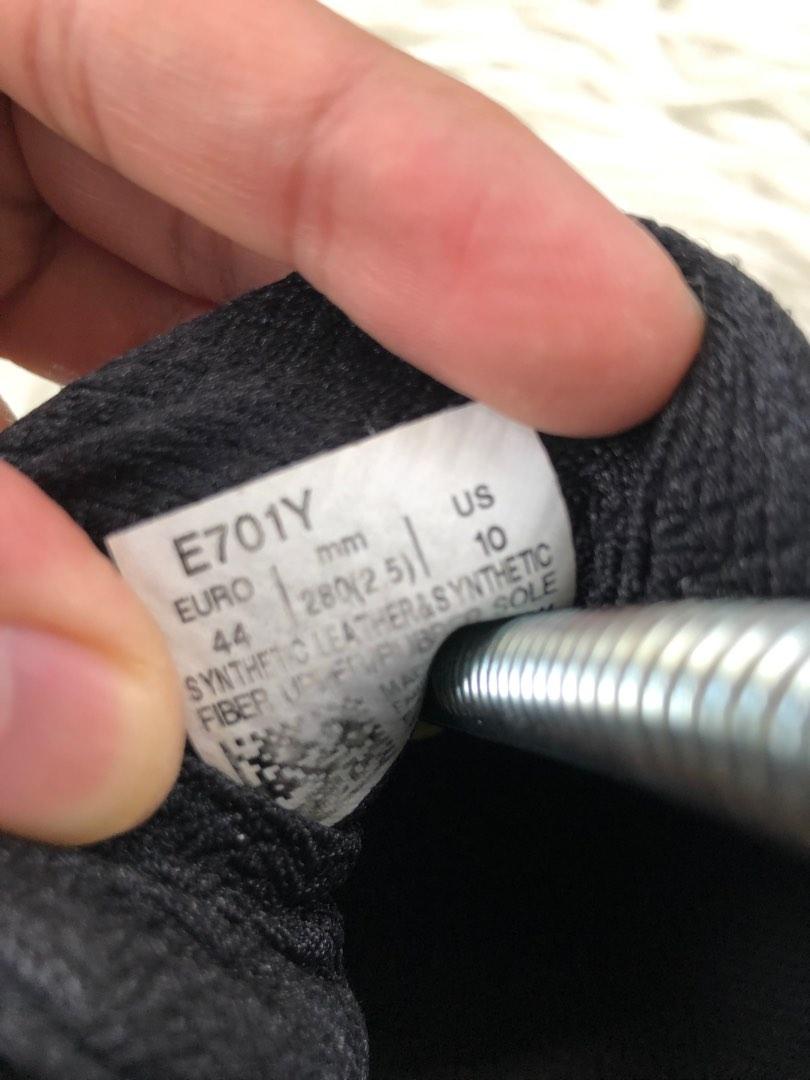 E701Y
EURO mm US
44 280(2.5) 10
SYNTHETIC LEATHER&SYNTHETIC
FIBER SOLE